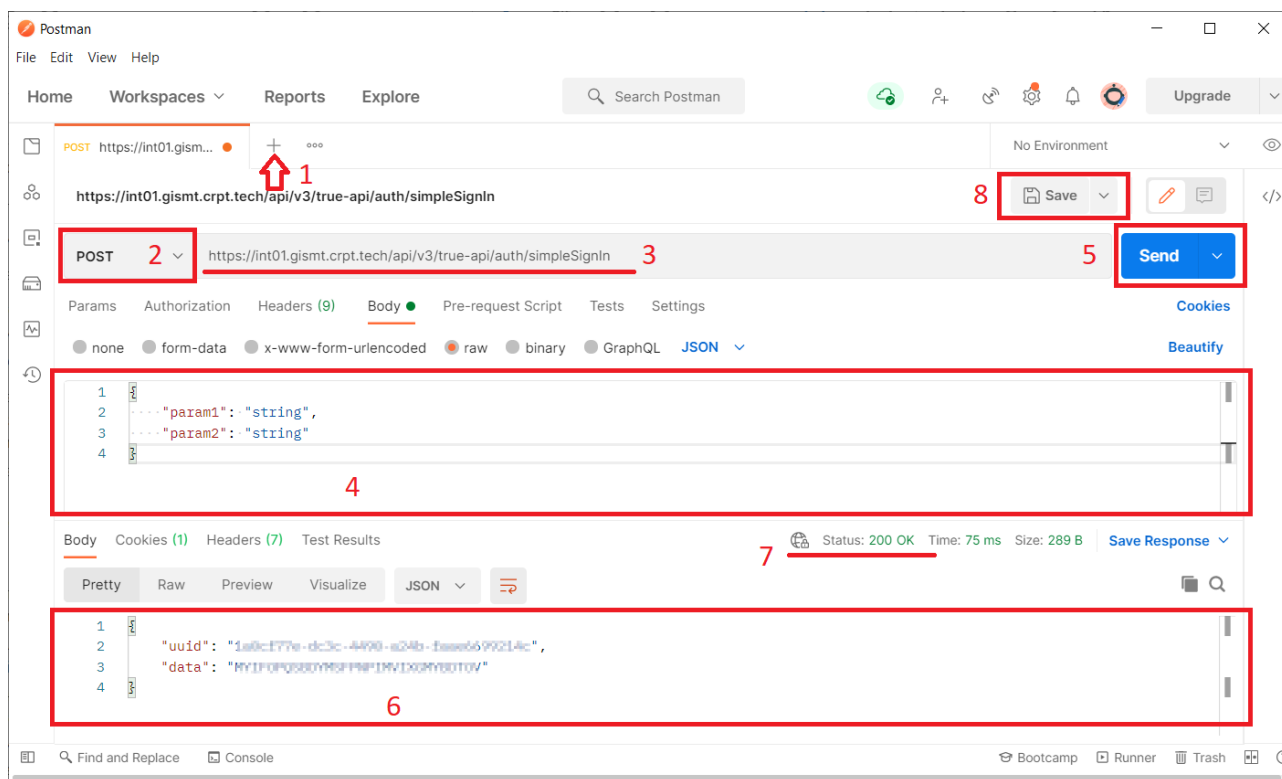 Postman
File Edit View Help
Home Workspaces Reports Explore Search Postman Upgrade
POST https://int01.gism... No Environment
1
https://int01.gismt.crpt.tech/api/v3/true-api/auth/simpleSignIn 8 Save
POST 2 https://int01.gismt.crpt.tech/api/v3/true-api/auth/simpleSignIn 3 5 Send
Params Authorization Headers (9) Body Pre-request Script Tests Settings Cookies
none form-data x-www-form-urlencoded raw binary GraphQL JSON Beautify
1 {
2 "param1": "string",
3 "param2": "string"
4 }
4
Body Cookies (1) Headers (7) Test Results Status: 200 OK Time: 75 ms Size: 289 B Save Response
7
Pretty Raw Preview Visualize JSON
1 {
2 "uuid": "
3 "data": "
4 }
6
Find and Replace Console Bootcamp Runner Trash